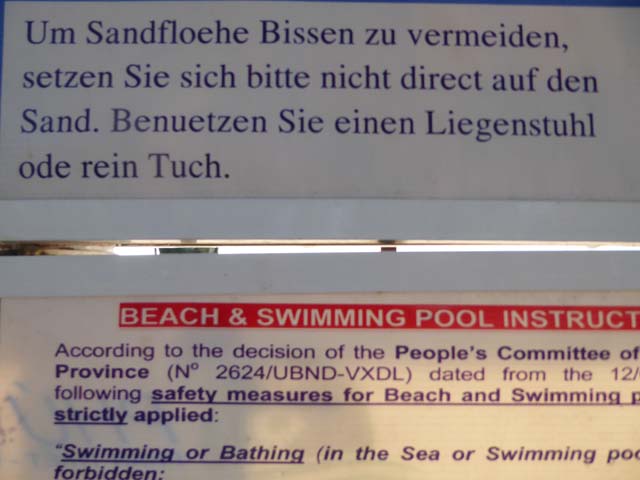 Um Sandfloehe Bissen zu vermeiden,
setzen Sie sich bitte nicht direct auf den
Sand. Benuetzen Sie einen Liegenstuhl
ode rein Tuch.
BEACH & SWIMMING POOL INSTRUCT
According to the decision of the People's Committee of
Province (Nº 2624/UBND-VXDL) dated from the 12/
following safety measures for Beach and Swimming p
strictly applied:
"Swimming or Bathing (in the Sea or Swimming poo
forbidden: